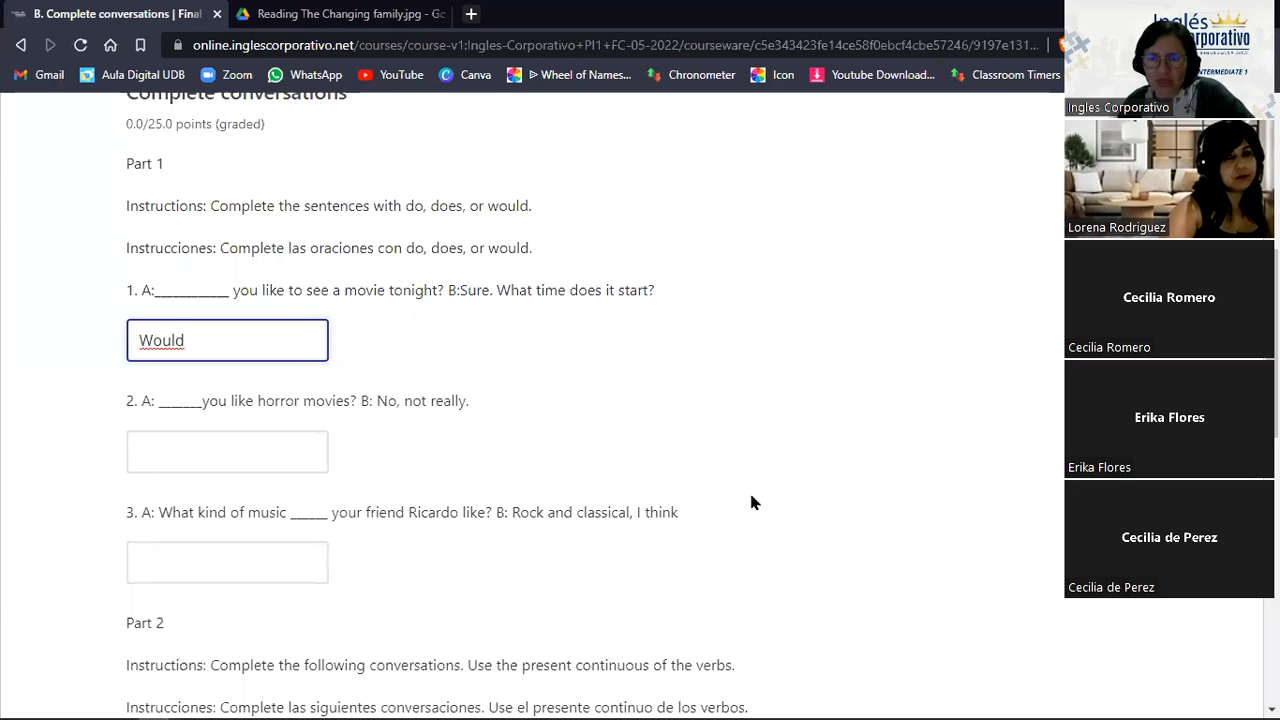 B. Complete conversations | Final
Reading The Changing family.jpg - Go
online.inglescorporativo.net/courses/course-v1:Ingles-Corporativo+PI1+FC-05-2022/courseware/c5e343423fe14ce58f0ebcf4cbe57246/9197e131...
Gmail
Aula Digital UDB
Zoom
WhatsApp
YouTube
Canva
ᐅ Wheel of Names...
Chronometer
Icon
Youtube Download...
Classroom Timers
Complete conversations
0.0/25.0 points (graded)
Part 1
Instructions: Complete the sentences with do, does, or would.
Instrucciones: Complete las oraciones con do, does, or would.
1. A:____________ you like to see a movie tonight? B:Sure. What time does it start?
Would
2. A: _______you like horror movies? B: No, not really.
3. A: What kind of music ______ your friend Ricardo like? B: Rock and classical, I think
Part 2
Instructions: Complete the following conversations. Use the present continuous of the verbs.
Instrucciones: Complete las siguientes conversaciones. Use el presente continuo de los verbos.
Inglés
INTERMEDIATE 1
Ingles Corporativo
Lorena Rodriguez
Cecilia Romero
Cecilia Romero
Erika Flores
Erika Flores
Cecilia de Perez
Cecilia de Perez